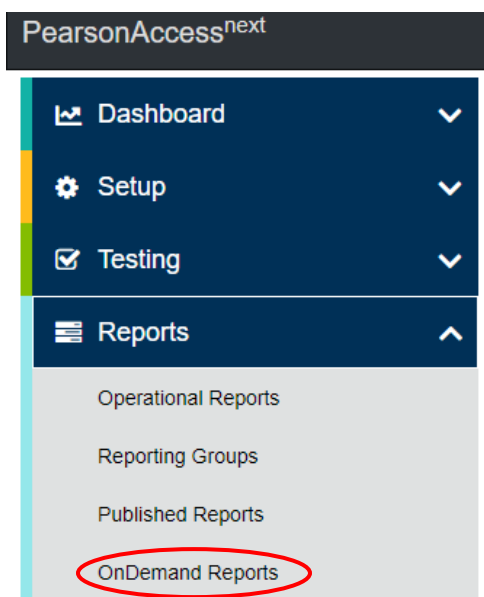 PearsonAccessnext
Dashboard
Setup
Testing
Reports
Operational Reports
Reporting Groups
Published Reports
OnDemand Reports